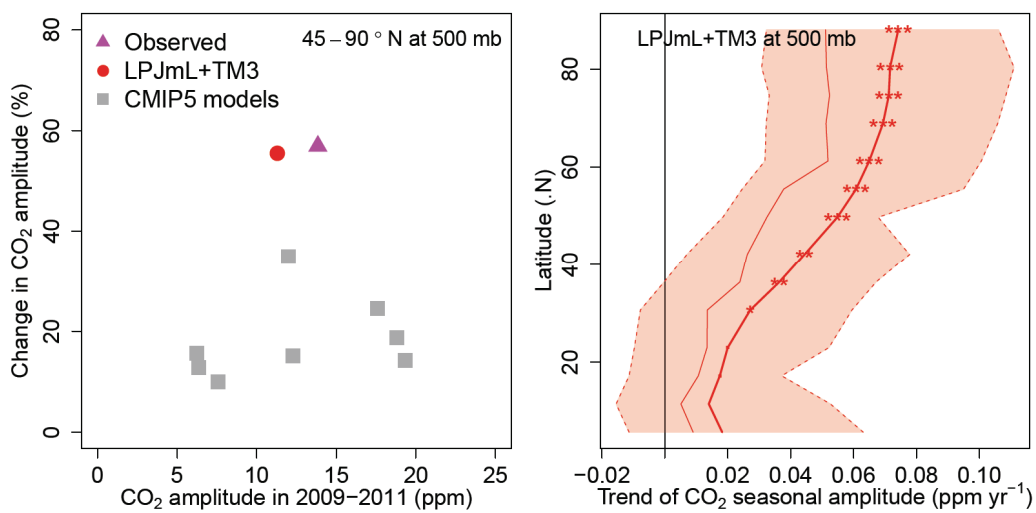 45–90 ° N at 500 mb
Observed
LPJmL+TM3
CMIP5 models
Change in CO₂ amplitude (%)
80
60
40
20
0
0 5 10 15 20 25
CO₂ amplitude in 2009−2011 (ppm)
LPJmL+TM3 at 500 mb
***
***
***
***
***
***
***
**
**
*
Latitude (.N)
80
60
40
20
−0.02 0 0.02 0.04 0.06 0.08 0.10
Trend of CO₂ seasonal amplitude (ppm yr⁻¹)